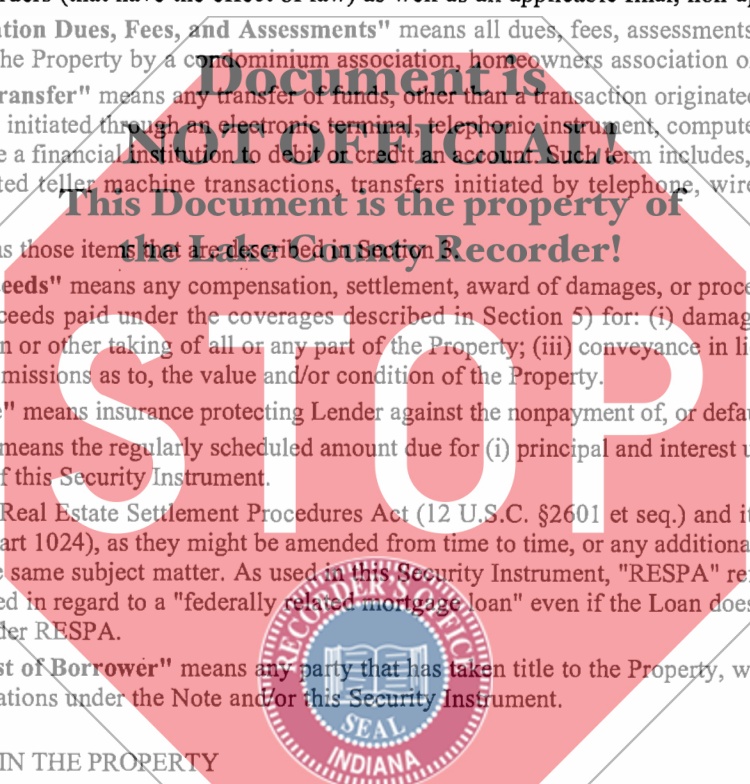 ition Dues, Fees, and Assessments" means all dues, fees, assessments
he Property by a condominium association, homeowners association o
Document is
ransfer" means any transfer of funds, other than a transaction originated
initiated through an electronic terminal, telephonic instrument, compute
NOT OFFICIAL!
e a financial institution to debit or credit an account. Such term includes,
ted teller machine transactions, transfers initiated by telephone, wire
This Document is the property of
the Lake County Recorder!
s those items that are described in Section 3.
eeds" means any compensation, settlement, award of damages, or proce
ceeds paid under the coverages described in Section 5) for: (i) damag
n or other taking of all or any part of the Property; (iii) conveyance in li
missions as to, the value and/or condition of the Property.
STOP
e" means insurance protecting Lender against the nonpayment of, or defau
means the regularly scheduled amount due for (i) principal and interest u
f this Security Instrument.
Real Estate Settlement Procedures Act (12 U.S.C. §2601 et seq.) and it
art 1024), as they might be amended from time to time, or any additiona
e same subject matter. As used in this Security Instrument, "RESPA" re
ed in regard to a "federally related mortgage loan" even if the Loan does
der RESPA.
st of Borrower" means any party that has taken title to the Property, w
ations under the Note and/or this Security Instrument.
RECORDER'S OFFICE
SEAL
INDIANA
IN THE PROPERTY